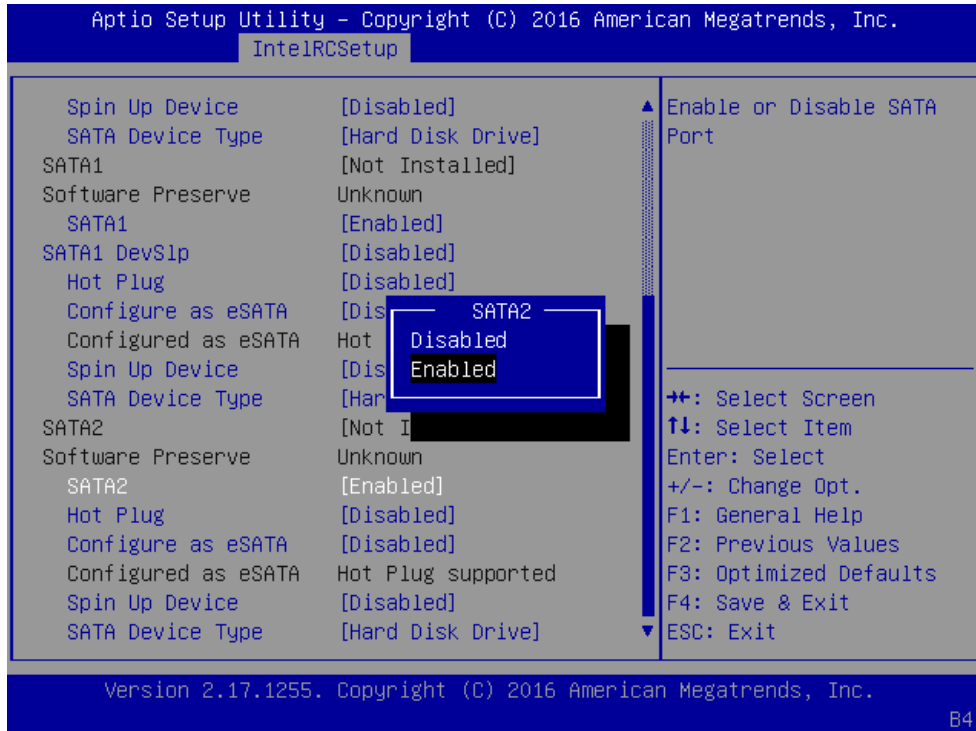 Aptio Setup Utility – Copyright (C) 2016 American Megatrends, Inc.
IntelRCSetup
Spin Up Device [Disabled]
SATA Device Type [Hard Disk Drive]
SATA1 [Not Installed]
Software Preserve Unknown
SATA1 [Enabled]
SATA1 DevSlp [Disabled]
Hot Plug [Disabled]
Configure as eSATA [Dis
Configured as eSATA Hot
Spin Up Device [Dis
SATA Device Type [Har
SATA2 [Not I
Software Preserve Unknown
SATA2 [Enabled]
Hot Plug [Disabled]
Configure as eSATA [Disabled]
Configured as eSATA Hot Plug supported
Spin Up Device [Disabled]
SATA Device Type [Hard Disk Drive]
SATA2
Disabled
Enabled
Enable or Disable SATA
Port
→←: Select Screen
↑↓: Select Item
Enter: Select
+/-: Change Opt.
F1: General Help
F2: Previous Values
F3: Optimized Defaults
F4: Save & Exit
ESC: Exit
Version 2.17.1255. Copyright (C) 2016 American Megatrends, Inc.
B4